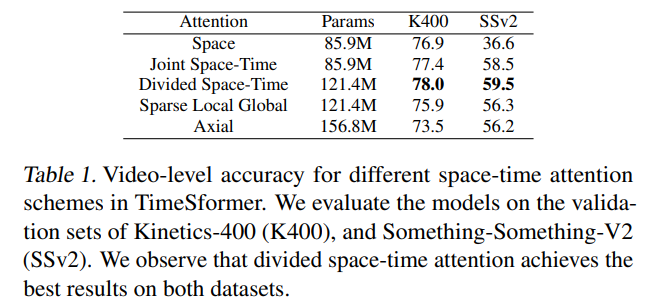 Attention Params K400 SSv2
Space 85.9M 76.9 36.6
Joint Space-Time 85.9M 77.4 58.5
Divided Space-Time 121.4M 78.0 59.5
Sparse Local Global 121.4M 75.9 56.3
Axial 156.8M 73.5 56.2
Table 1. Video-level accuracy for different space-time attention
schemes in TimeSformer. We evaluate the models on the valida-
tion sets of Kinetics-400 (K400), and Something-Something-V2
(SSv2). We observe that divided space-time attention achieves the
best results on both datasets.